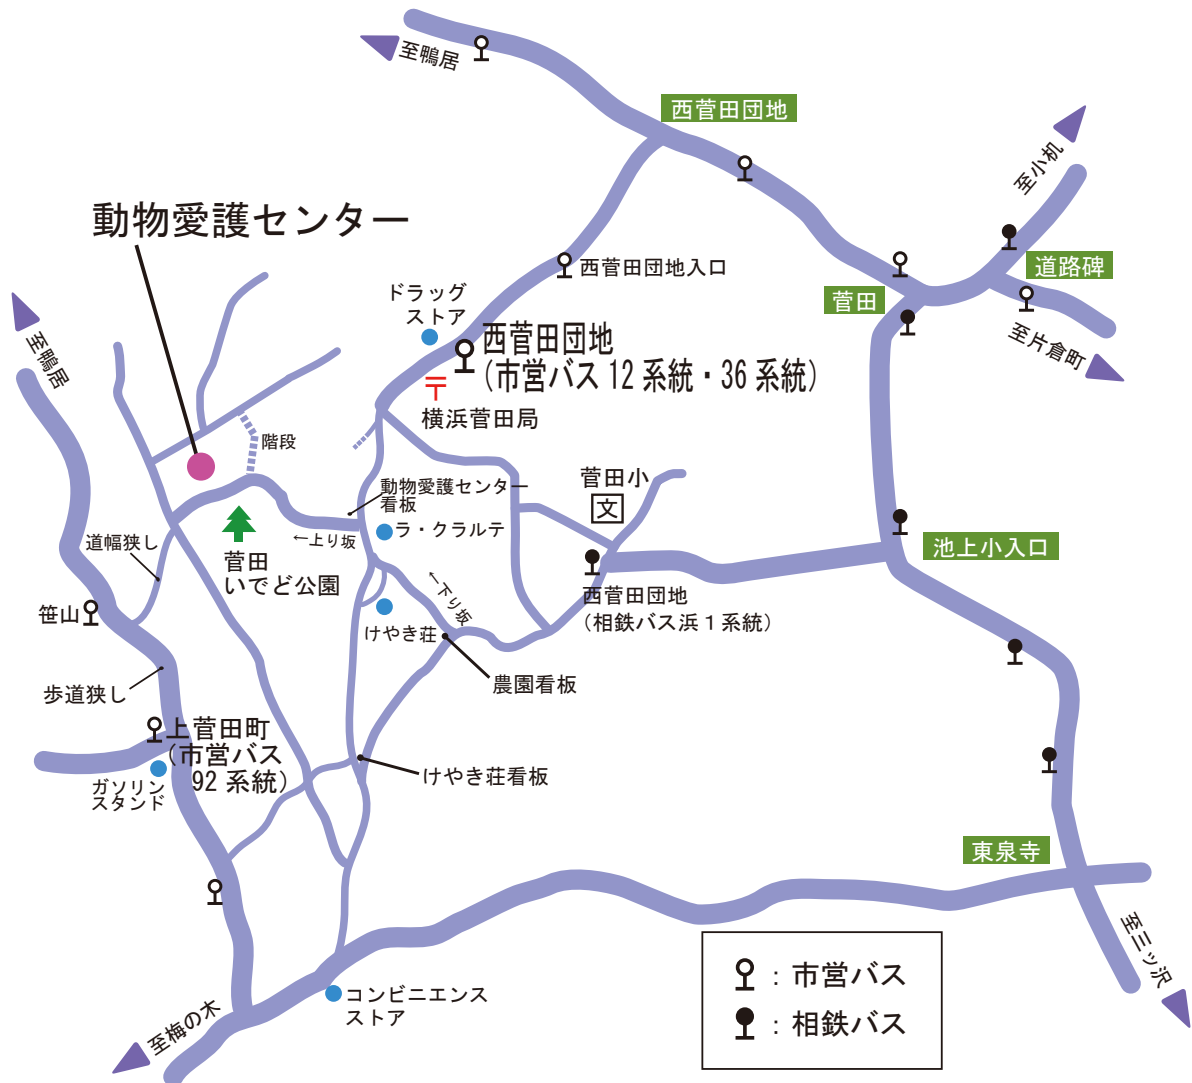 至鴨居
西菅田団地
至小机
動物愛護センター
西菅田団地入口
道路碑
菅田
ドラッグ
ストア
至鴨居
西菅田団地
(市営バス12系統・36系統)
至片倉町
横浜菅田局
階段
菅田小
文
動物愛護センター
看板
ラ・クラルテ
←上り坂
道幅狭し
菅田
いでど公園
池上小入口
←下り坂
西菅田団地
(相鉄バス浜1系統)
笹山
けやき荘
歩道狭し
農園看板
上菅田町
(市営バス
92系統)
ガソリン
スタンド
けやき荘看板
東泉寺
至三ッ沢
:市営バス
:相鉄バス
コンビニエンス
ストア
至梅の木